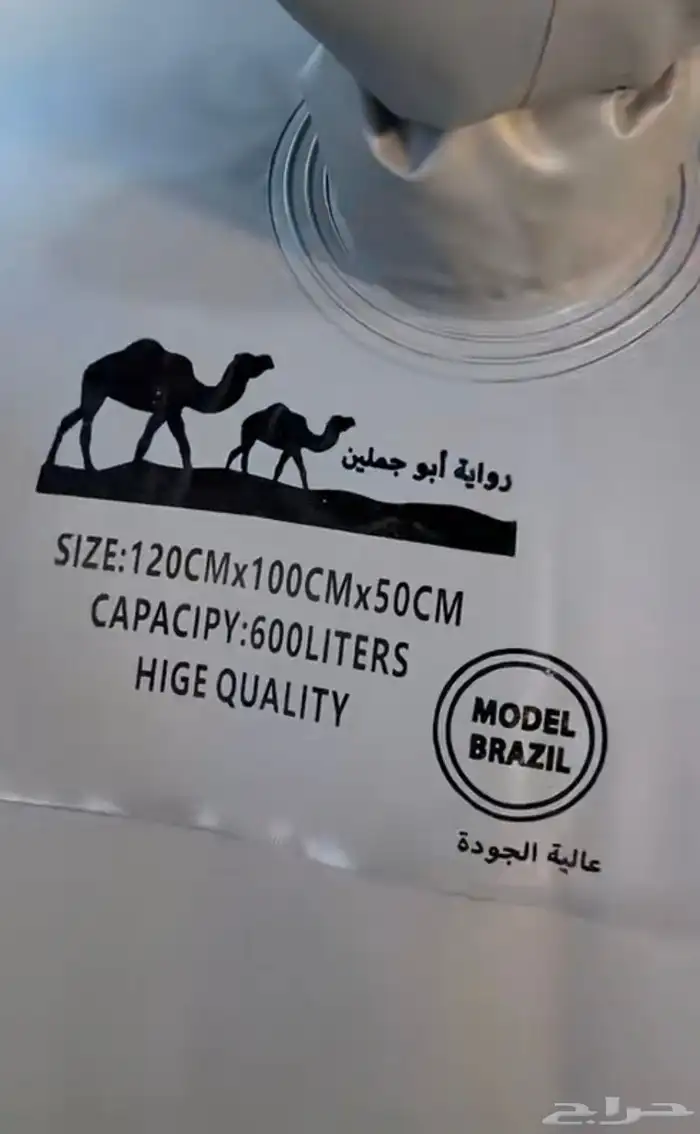 رواية أبو جملين
SIZE:120CMx100CMx50CM
CAPACIPY:600LITERS
HIGE QUALITY
MODEL
BRAZIL
عالية الجودة
حراج